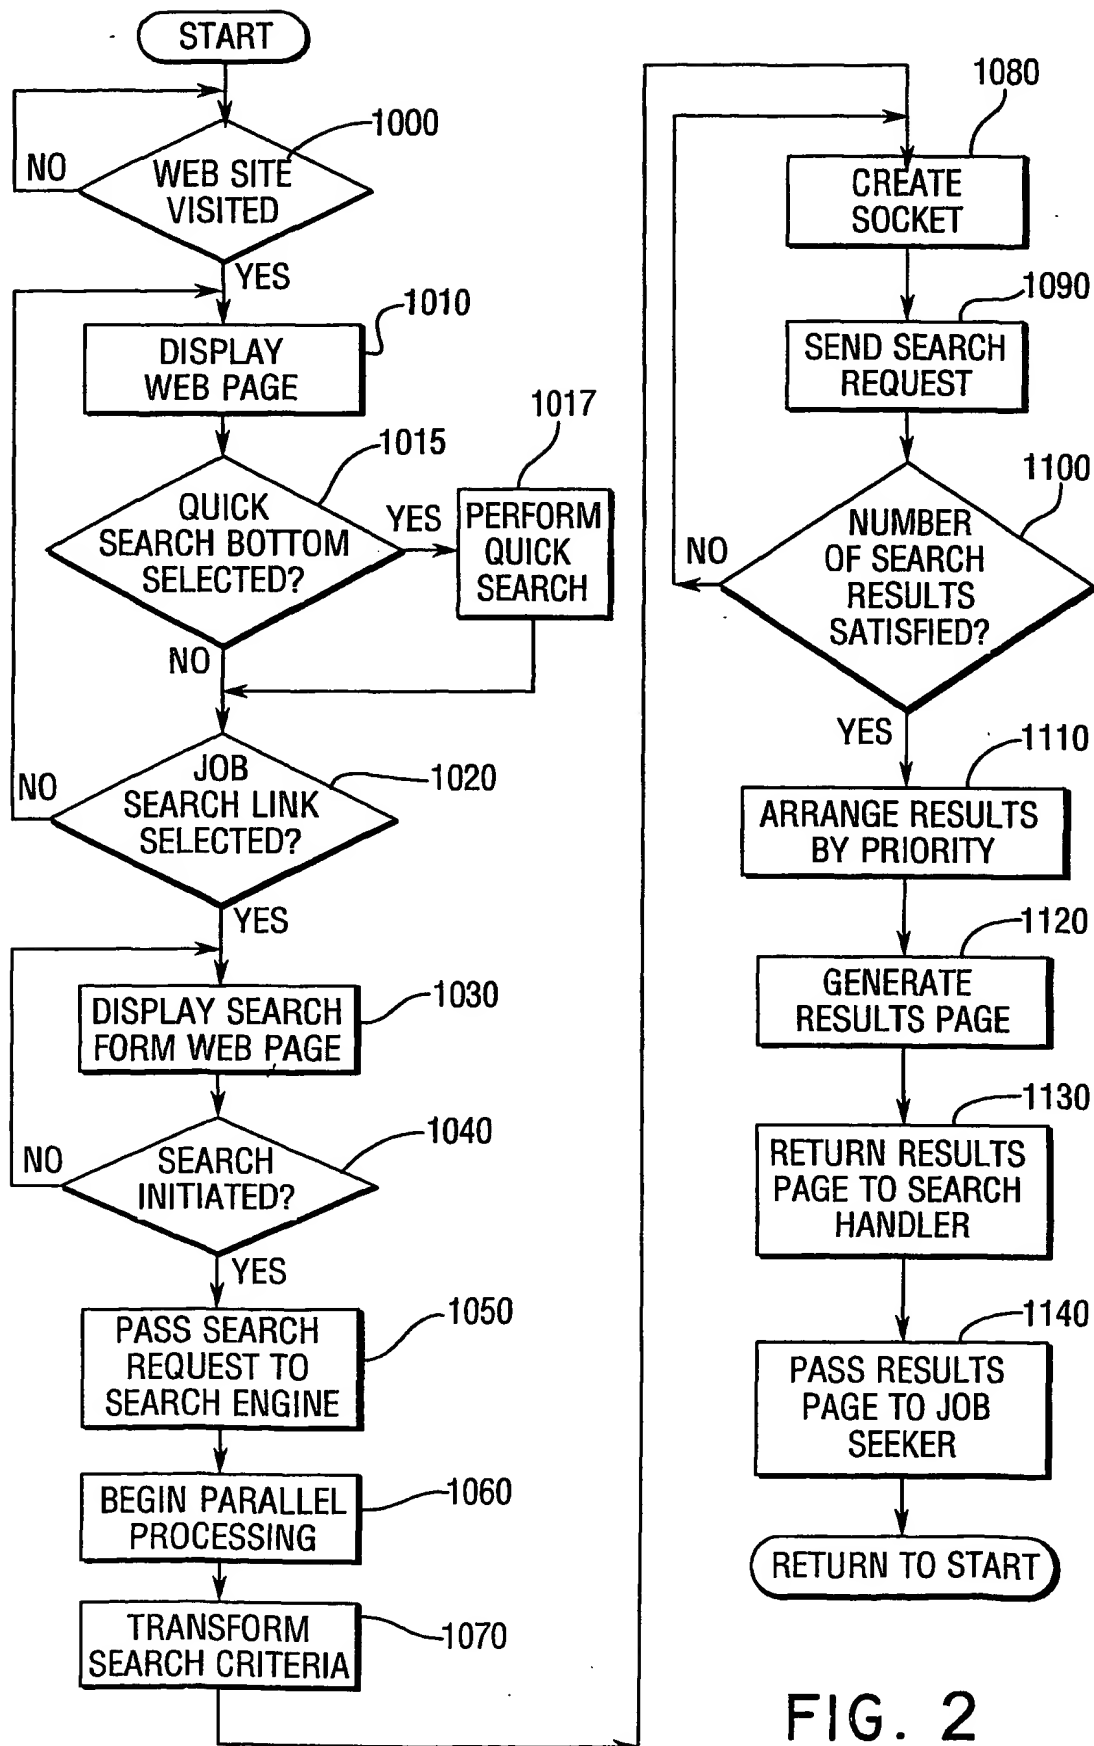 START
1000
NO
WEB SITE
VISITED
YES
1010
DISPLAY
WEB PAGE
1015
QUICK
SEARCH BOTTOM
SELECTED?
YES
1017
PERFORM
QUICK
SEARCH
NO
JOB
SEARCH LINK
SELECTED?
1020
NO
YES
1030
DISPLAY SEARCH
FORM WEB PAGE
1040
SEARCH
INITIATED?
NO
YES
1050
PASS SEARCH
REQUEST TO
SEARCH ENGINE
1060
BEGIN PARALLEL
PROCESSING
1070
TRANSFORM
SEARCH CRITERIA
1080
CREATE
SOCKET
1090
SEND SEARCH
REQUEST
1100
NUMBER
OF SEARCH
RESULTS
SATISFIED?
NO
YES
1110
ARRANGE RESULTS
BY PRIORITY
1120
GENERATE
RESULTS PAGE
1130
RETURN RESULTS
PAGE TO SEARCH
HANDLER
1140
PASS RESULTS
PAGE TO JOB
SEEKER
RETURN TO START
FIG. 2